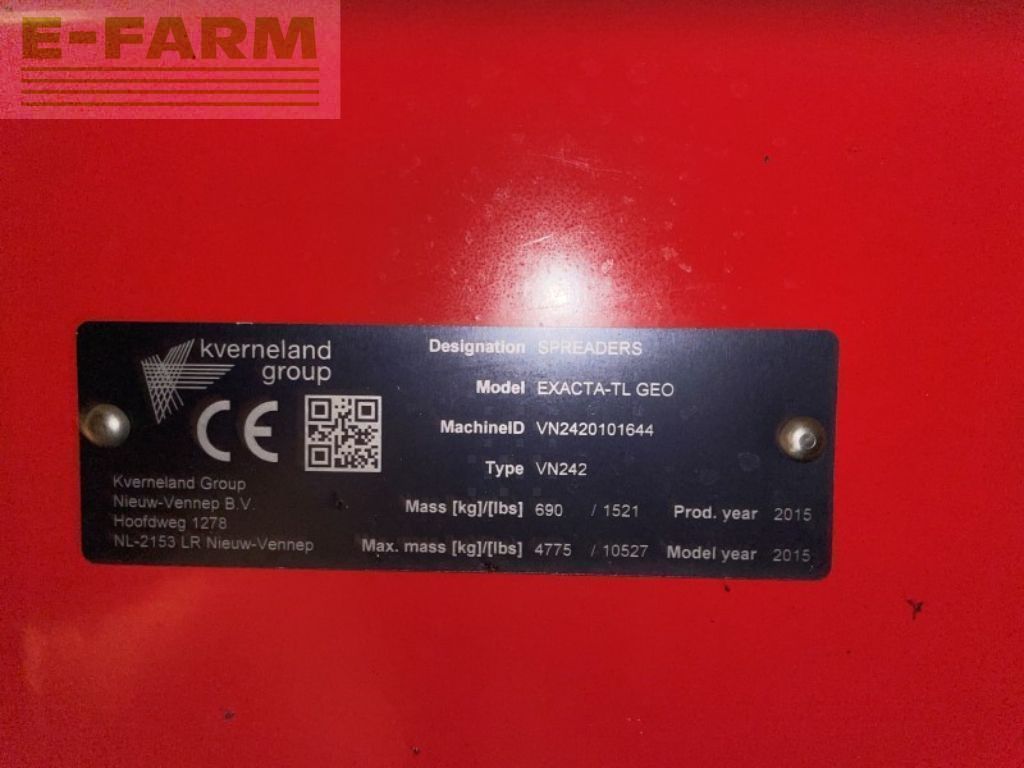 E-FARM
kverneland
group
CE
Kverneland Group
Nieuw-Vennep B.V.
Hoofdweg 1278
NL-2153 LR Nieuw-Vennep
Designation SPREADERS
Model EXACTA-TL GEO
MachineID VN2420101644
Type VN242
Mass [kg]/[lbs] 690 / 1521 Prod. year 2015
Max. mass [kg]/[lbs] 4775 / 10527 Model year 2015